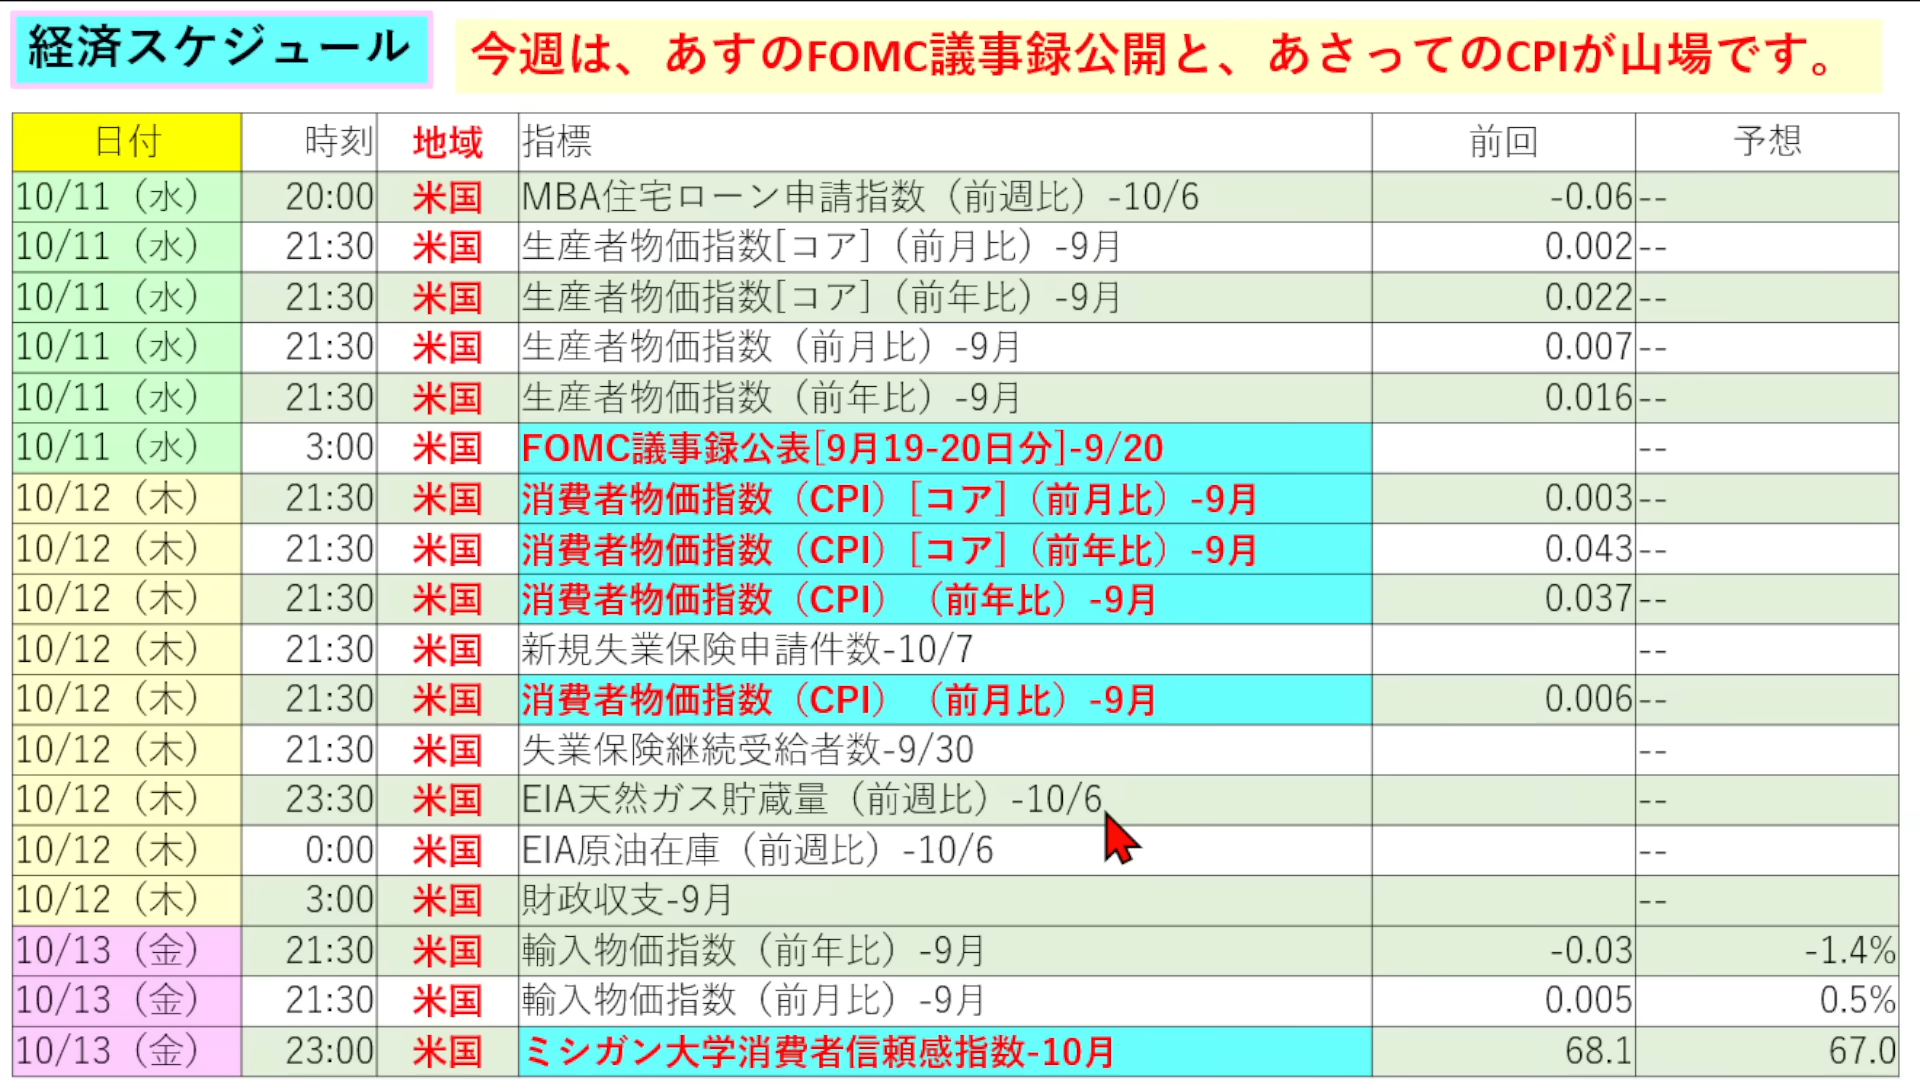 経済スケジュール
今週は、あすのFOMC議事録公開と、あさってのCPIが山場です。
日付 時刻 地域 指標 前回 予想
10/11（水） 20:00 米国 MBA住宅ローン申請指数（前週比）-10/6 -0.06 --
10/11（水） 21:30 米国 生産者物価指数[コア]（前月比）-9月 0.002 --
10/11（水） 21:30 米国 生産者物価指数[コア]（前年比）-9月 0.022 --
10/11（水） 21:30 米国 生産者物価指数（前月比）-9月 0.007 --
10/11（水） 21:30 米国 生産者物価指数（前年比）-9月 0.016 --
10/11（水） 3:00 米国 FOMC議事録公表[9月19-20日分]-9/20 --
10/12（木） 21:30 米国 消費者物価指数（CPI）[コア]（前月比）-9月 0.003 --
10/12（木） 21:30 米国 消費者物価指数（CPI）[コア]（前年比）-9月 0.043 --
10/12（木） 21:30 米国 消費者物価指数（CPI）（前年比）-9月 0.037 --
10/12（木） 21:30 米国 新規失業保険申請件数-10/7 --
10/12（木） 21:30 米国 消費者物価指数（CPI）（前月比）-9月 0.006 --
10/12（木） 21:30 米国 失業保険継続受給者数-9/30 --
10/12（木） 23:30 米国 EIA天然ガス貯蔵量（前週比）-10/6 --
10/12（木） 0:00 米国 EIA原油在庫（前週比）-10/6 --
10/12（木） 3:00 米国 財政収支-9月 --
10/13（金） 21:30 米国 輸入物価指数（前年比）-9月 -0.03 -1.4%
10/13（金） 21:30 米国 輸入物価指数（前月比）-9月 0.005 0.5%
10/13（金） 23:00 米国 ミシガン大学消費者信頼感指数-10月 68.1 67.0